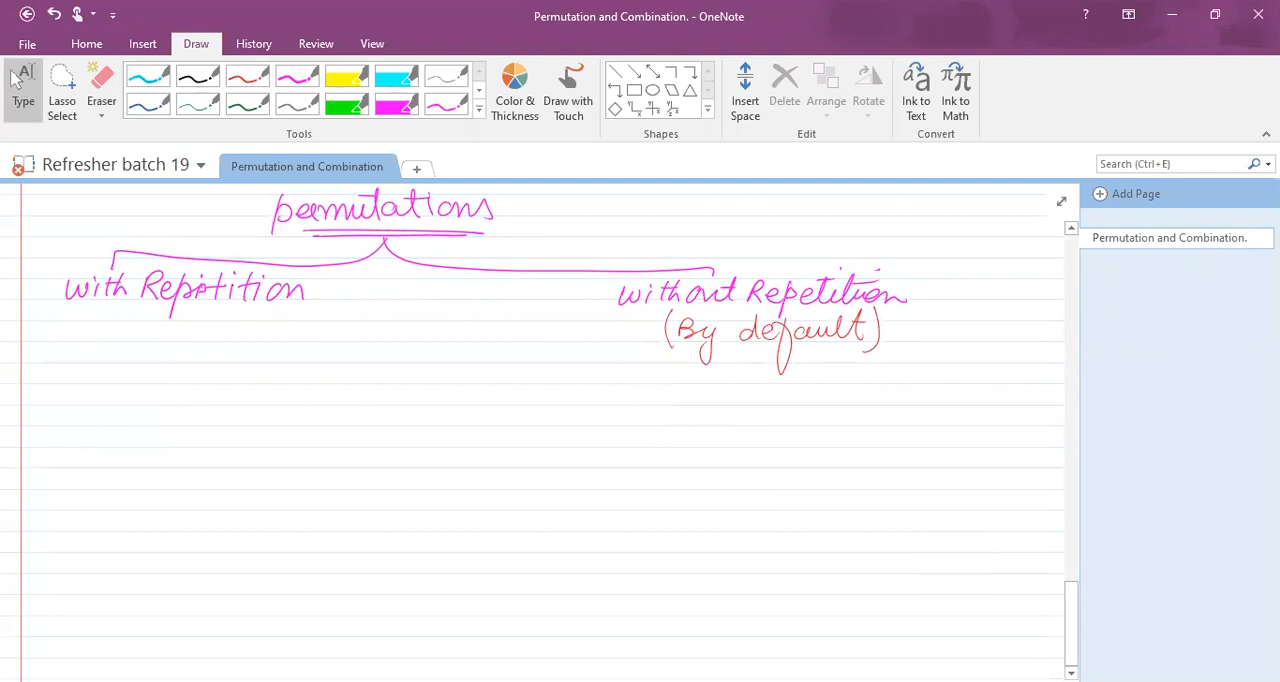 Permutation and Combination. - OneNote
?
File Home Insert Draw History Review View
Type
Lasso Select
Eraser
Color & Thickness
Draw with Touch
Insert Space
Delete
Arrange
Rotate
Ink to Text
Ink to Math
Tools
Shapes
Edit
Convert
Refresher batch 19
Permutation and Combination
Search (Ctrl+E)
Add Page
Permutation and Combination.
permutations
with Repitition
without Repetition
(By default)